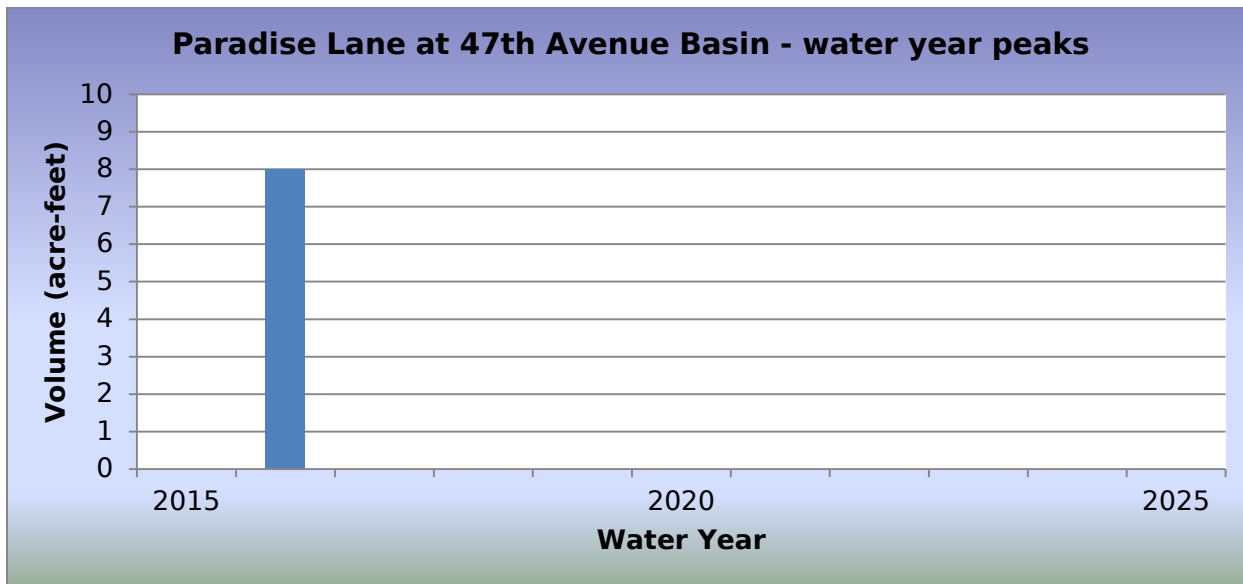 Paradise Lane at 47th Avenue Basin - water year peaks
Volume (acre-feet)
10
9
8
7
6
5
4
3
2
1
0
2015 2020 2025
Water Year